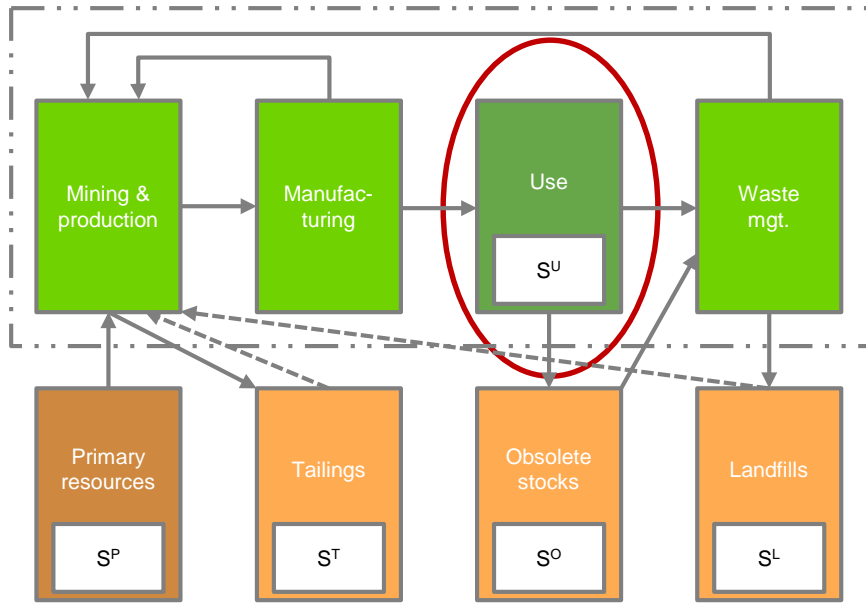 Mining &
production
Manufac-
turing
Use
S^U
Waste
mgt.
Primary
resources
S^P
Tailings
S^T
Obsolete
stocks
S^O
Landfills
S^L